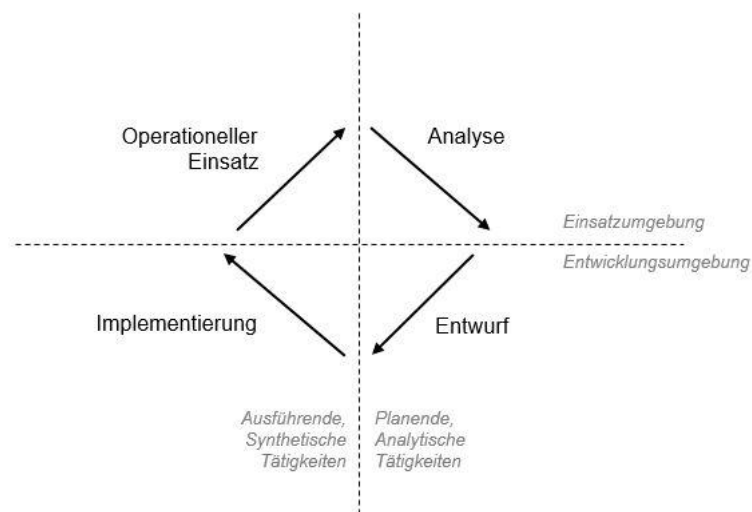 Operationeller
Einsatz
Analyse
Einsatzumgebung
Entwicklungsumgebung
Implementierung
Entwurf
Ausführende,
Synthetische
Tätigkeiten
Planende,
Analytische
Tätigkeiten